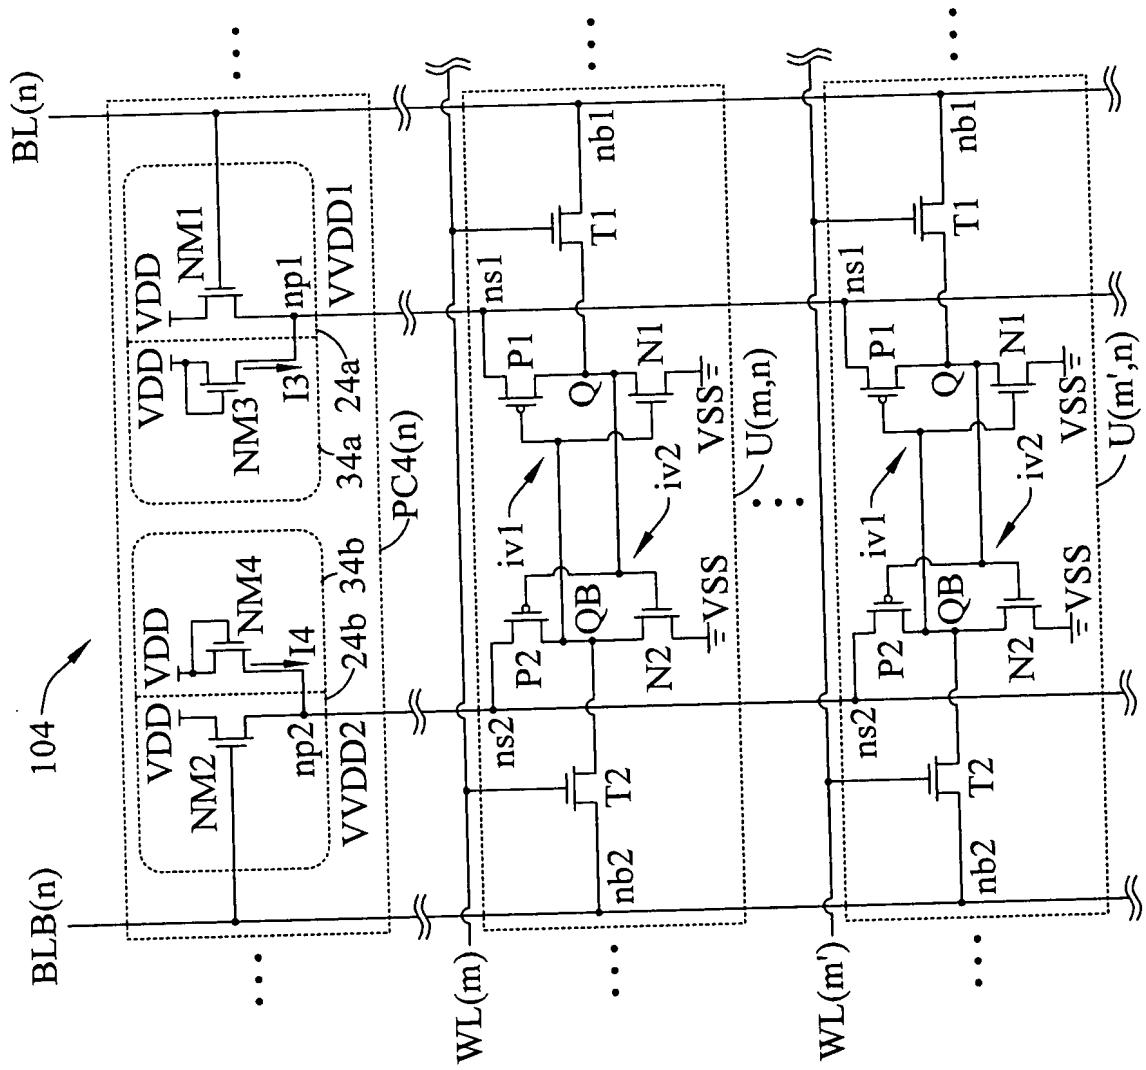 104
BLB(n)
BL(n)
VDD
VDD
VDD
VDD
NM2
NM4
NM3
NM1
I4
I3
np2
np1
VVDD2
24b
34b
34a
24a
VVDD1
PC4(n)
WL(m)
ns2
ns1
iv1
P2
P1
QB
Q
T2
T1
nb2
nb1
N2
N1
iv2
VSS
VSS
U(m,n)
WL(m')
ns2
ns1
iv1
P2
P1
QB
Q
T2
T1
nb2
nb1
N2
N1
iv2
VSS
VSS
U(m',n)